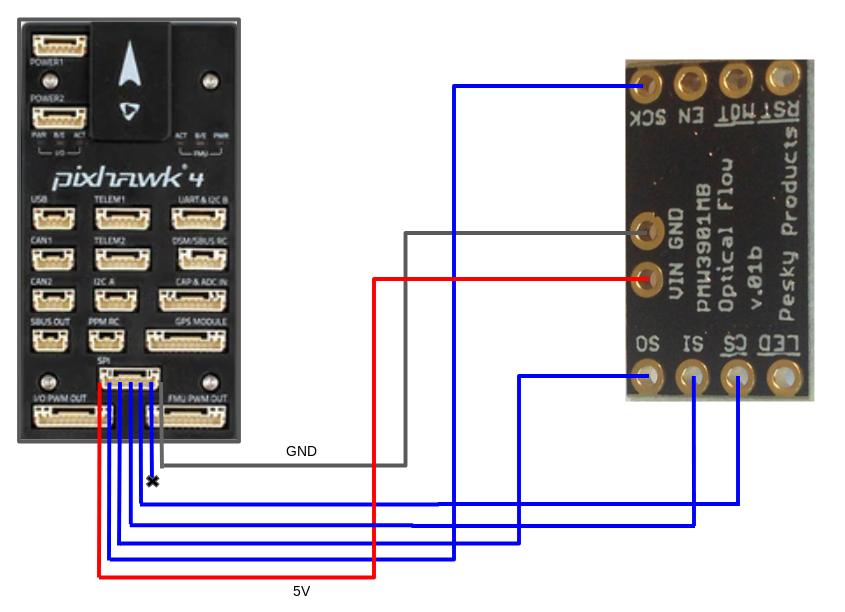 POWER1
POWER2
PWR B/E ACT
I/O
ACT B/E PWR
FMU
pixhawk 4
USB TELEM1 UART & I2C B
CAN1 TELEM2 DSM/SBUS RC
CAN2 I2C A CAP & ADC IN
SBUS OUT PPM RC GPS MODULE
SPI
I/O PWM OUT FMU PWM OUT
GND
5V
SCK EN MOT RST
VIN GND
PMW3901MB
Optical Flow
v.01b
Pesky Products
SO SI CS LED